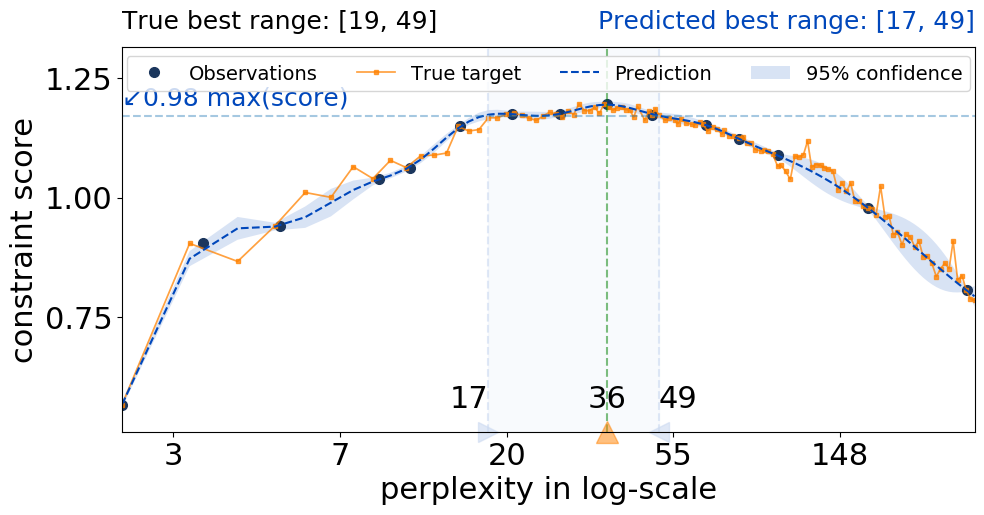 True best range: [19, 49]
Predicted best range: [17, 49]
Observations
True target
Prediction
95% confidence
↙0.98 max(score)
1.25
1.00
0.75
constraint score
17
36
49
3
7
20
55
148
perplexity in log-scale